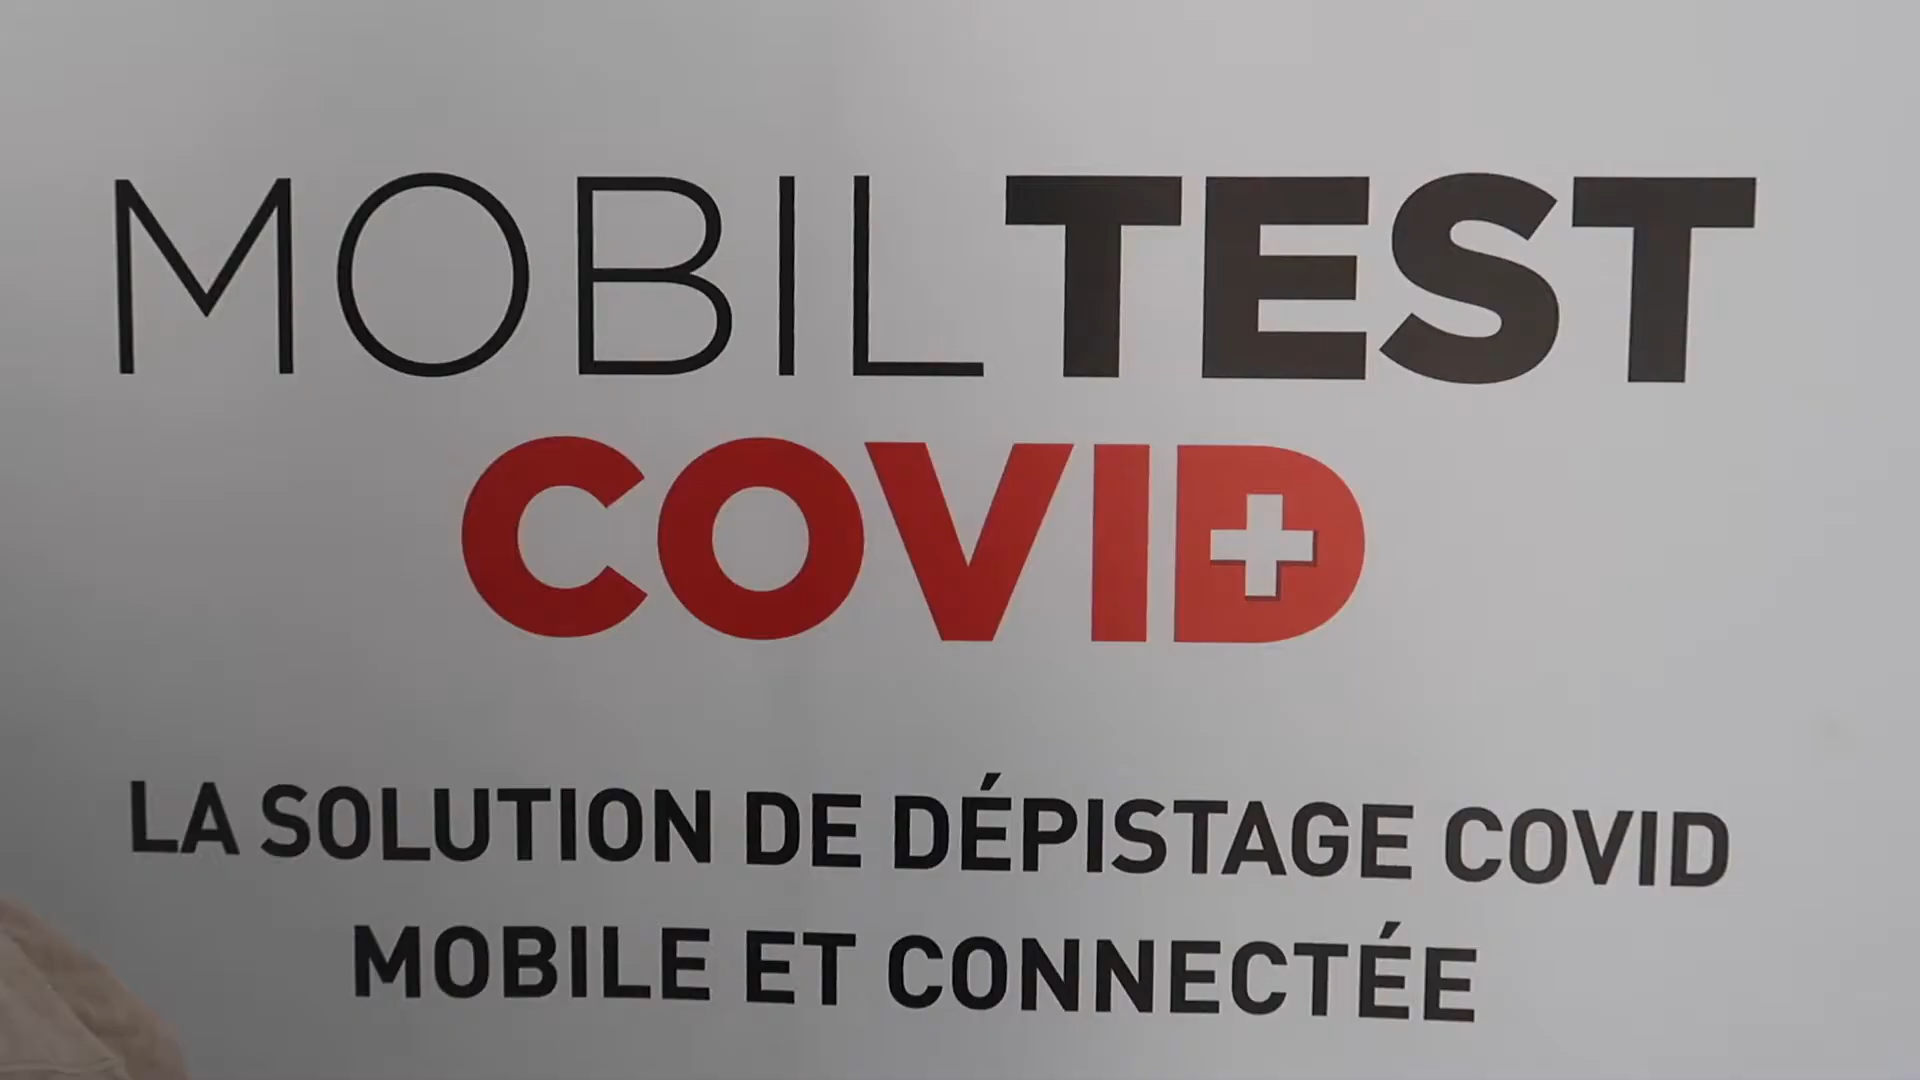 MOBILTEST
COVID
LA SOLUTION DE DÉPISTAGE COVID
MOBILE ET CONNECTÉE